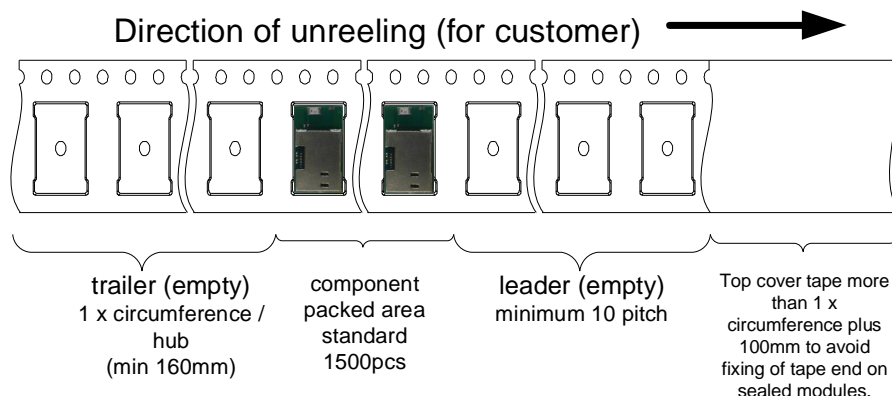 Direction of unreeling (for customer)
trailer (empty)
1 x circumference /
hub
(min 160mm)
component
packed area
standard
1500pcs
leader (empty)
minimum 10 pitch
Top cover tape more
than 1 x
circumference plus
100mm to avoid
fixing of tape end on
sealed modules.